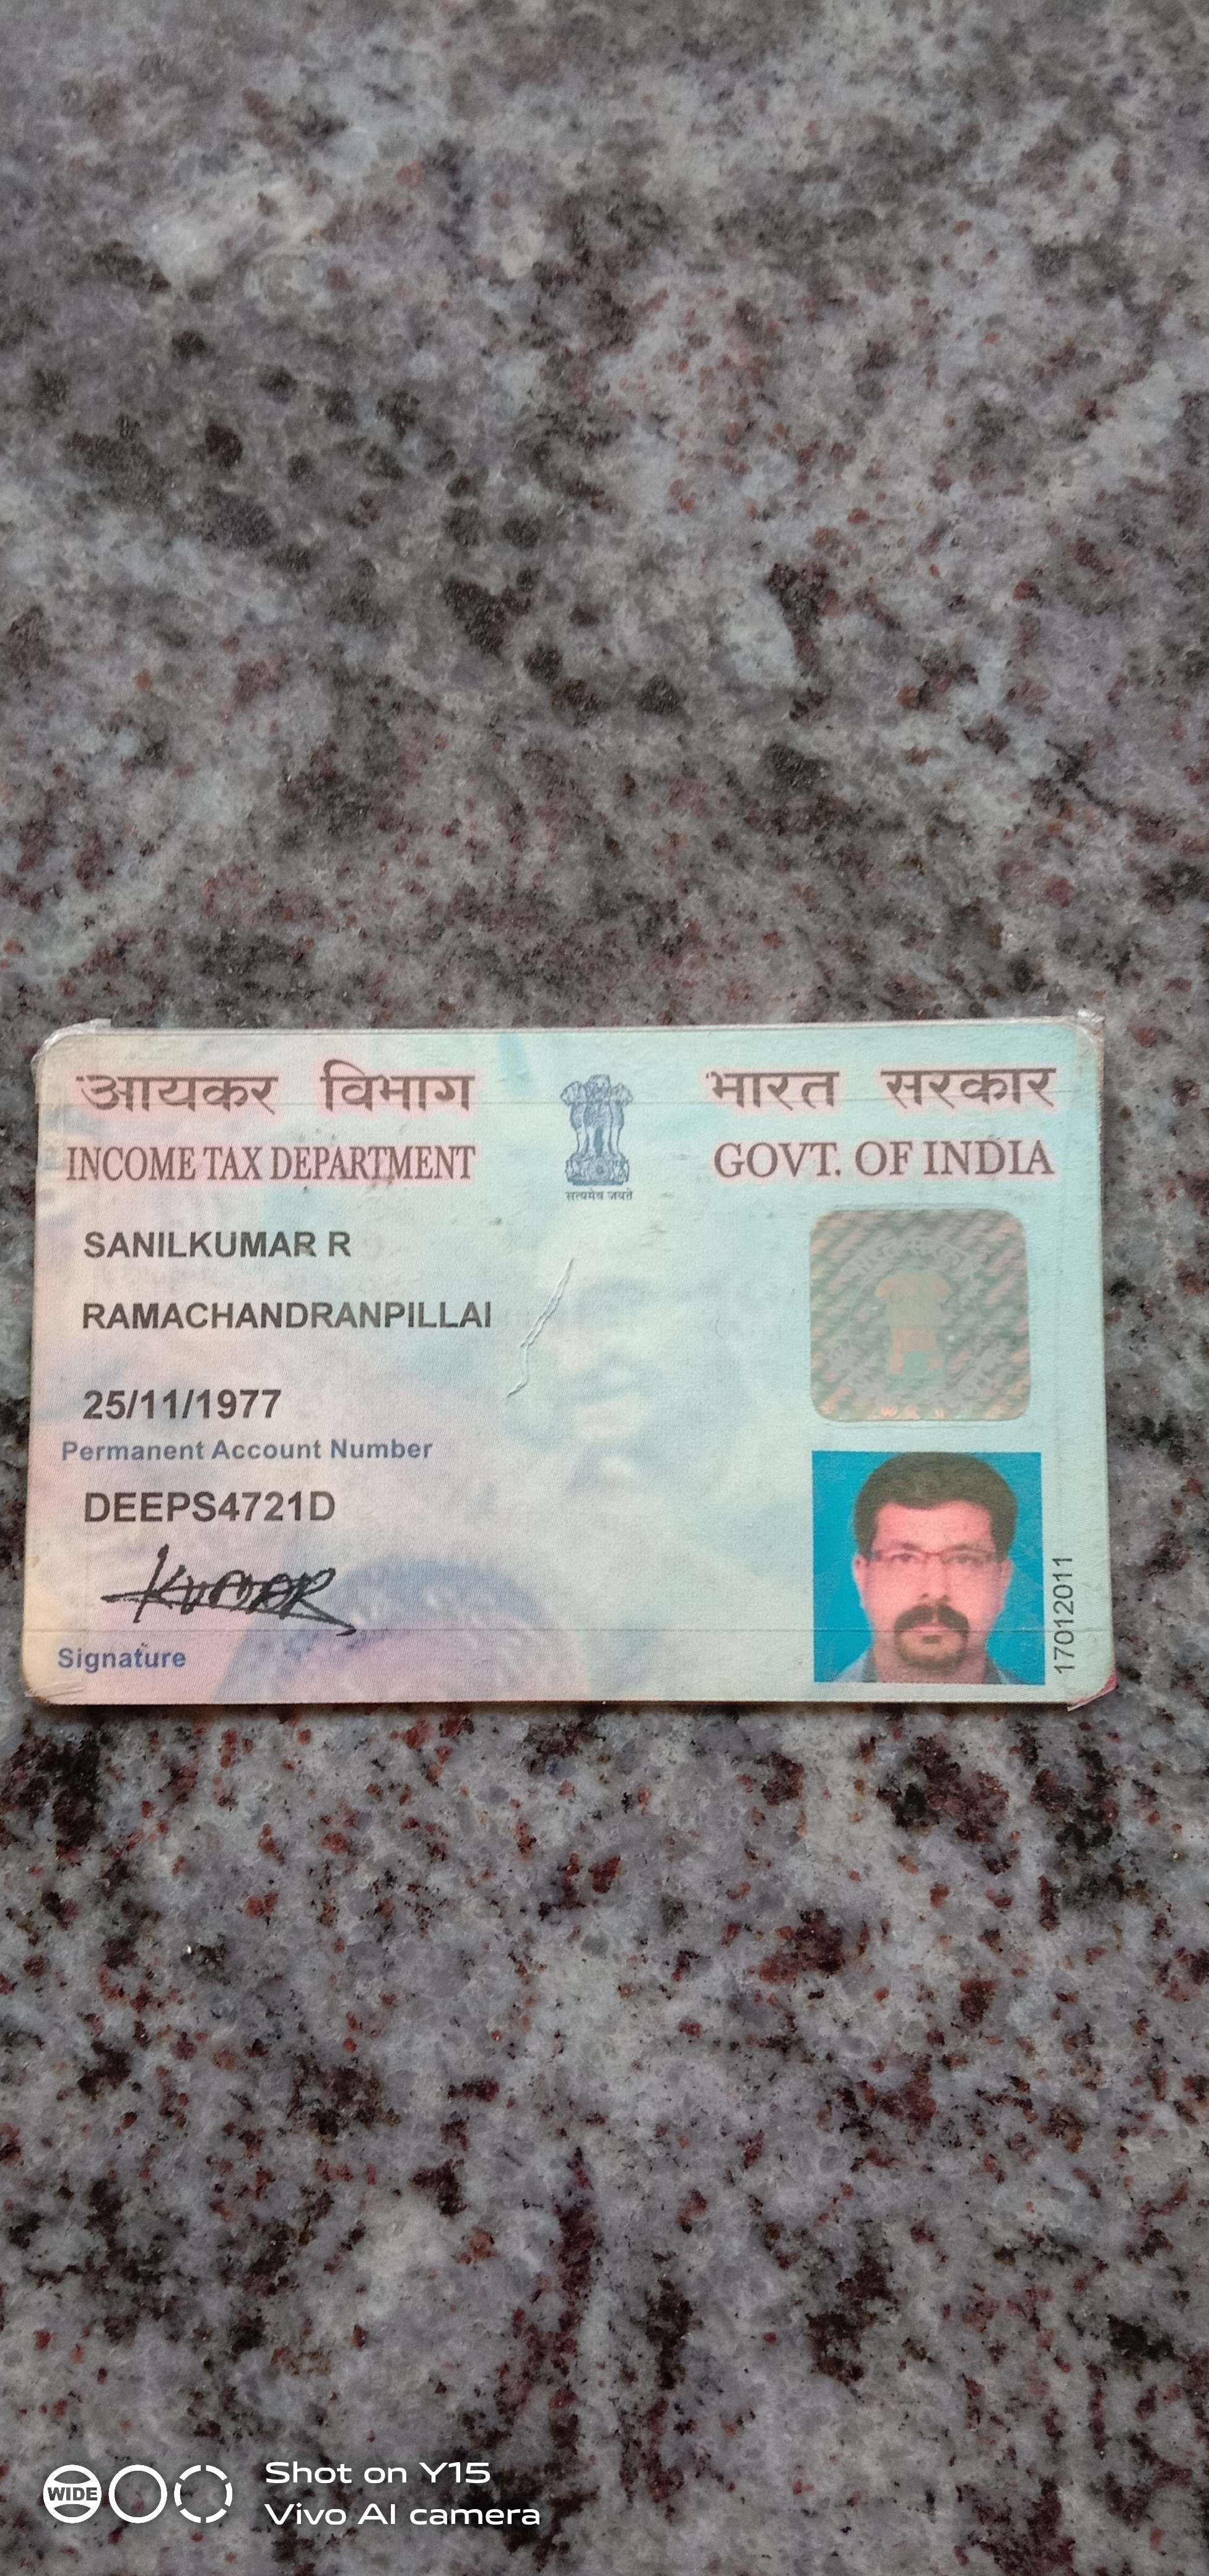 आयकर विभाग
INCOME TAX DEPARTMENT
सत्यमेव जयते
भारत सरकार
GOVT. OF INDIA
SANILKUMAR R
RAMACHANDRANPILLAI
25/11/1977
Permanent Account Number
DEEPS4721D
KUMAR
Signature
17012011
WIDE
Shot on Y15
Vivo AI camera